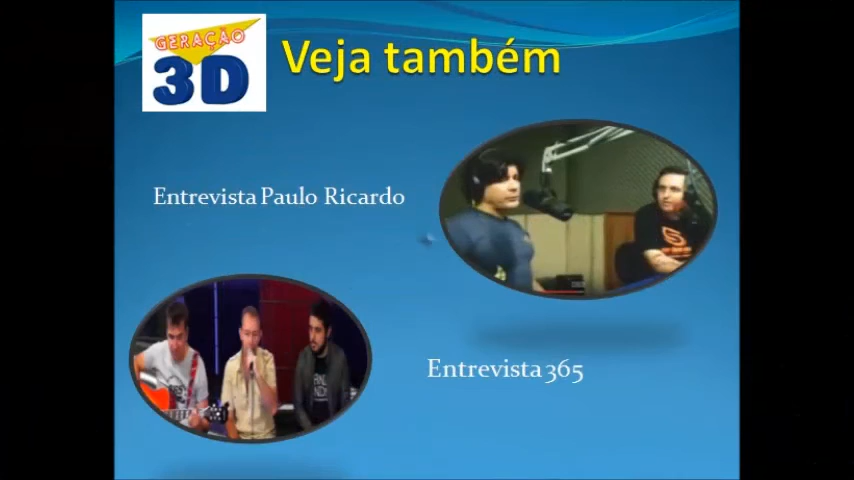 GERAÇÃO
3D
Veja também
Entrevista Paulo Ricardo
Entrevista 365